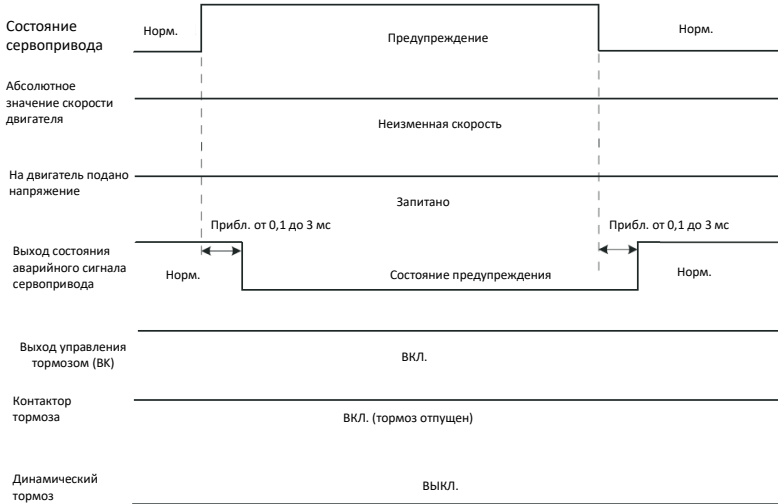 Состояние
сервопривода
Норм.
Предупреждение
Норм.
Абсолютное
значение скорости
двигателя
Неизменная скорость
На двигатель подано
напряжение
Запитано
Прибл. от 0,1 до 3 мс
Прибл. от 0,1 до 3 мс
Выход состояния
аварийного сигнала
сервопривода
Норм.
Состояние предупреждения
Норм.
Выход управления
тормозом (BK)
ВКЛ.
Контактор
тормоза
ВКЛ. (тормоз отпущен)
Динамический
тормоз
ВЫКЛ.